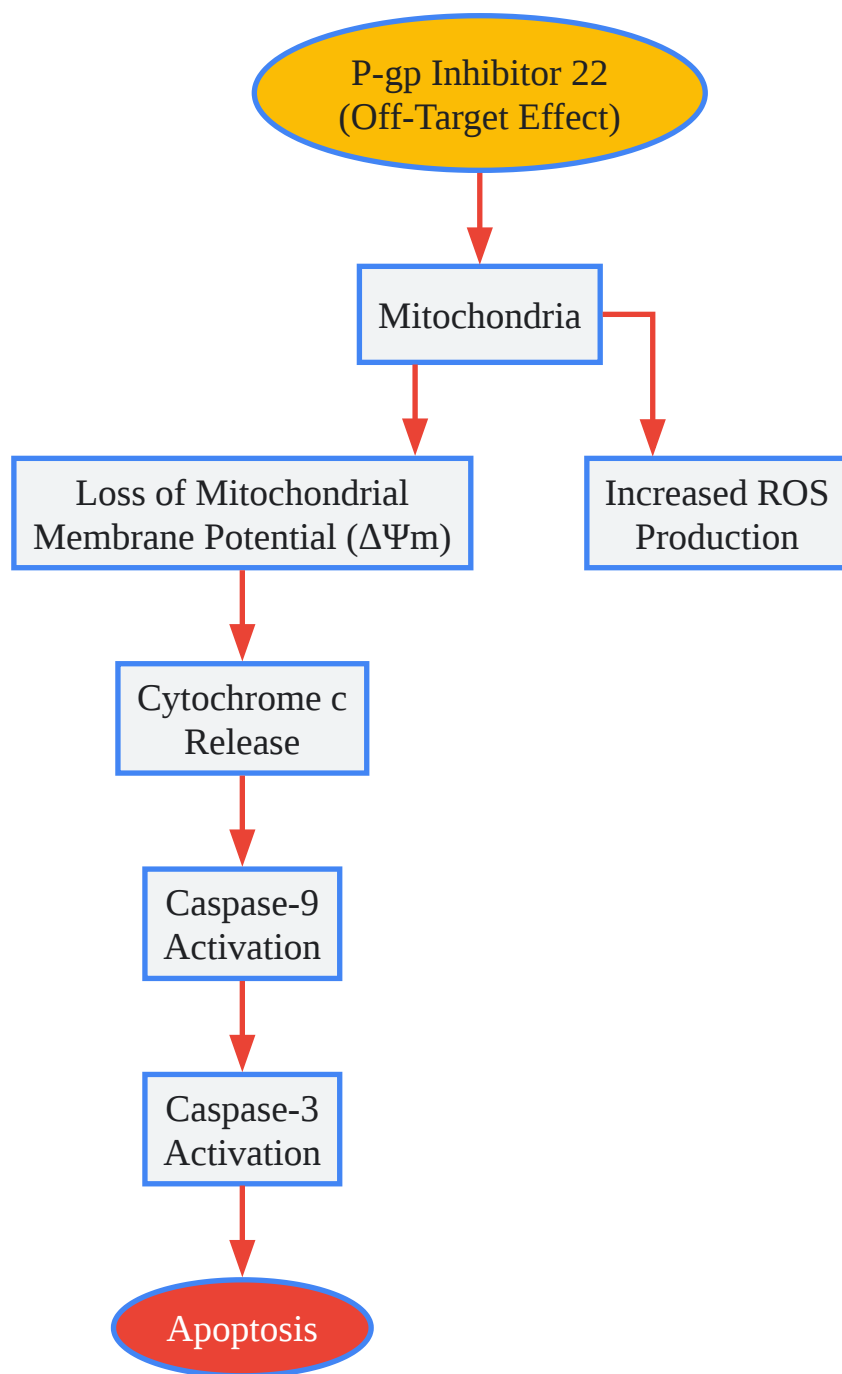 P-gp Inhibitor 22
(Off-Target Effect)
Mitochondria
Loss of Mitochondrial
Membrane Potential (ΔΨm)
Increased ROS
Production
Cytochrome c
Release
Caspase-9
Activation
Caspase-3
Activation
Apoptosis